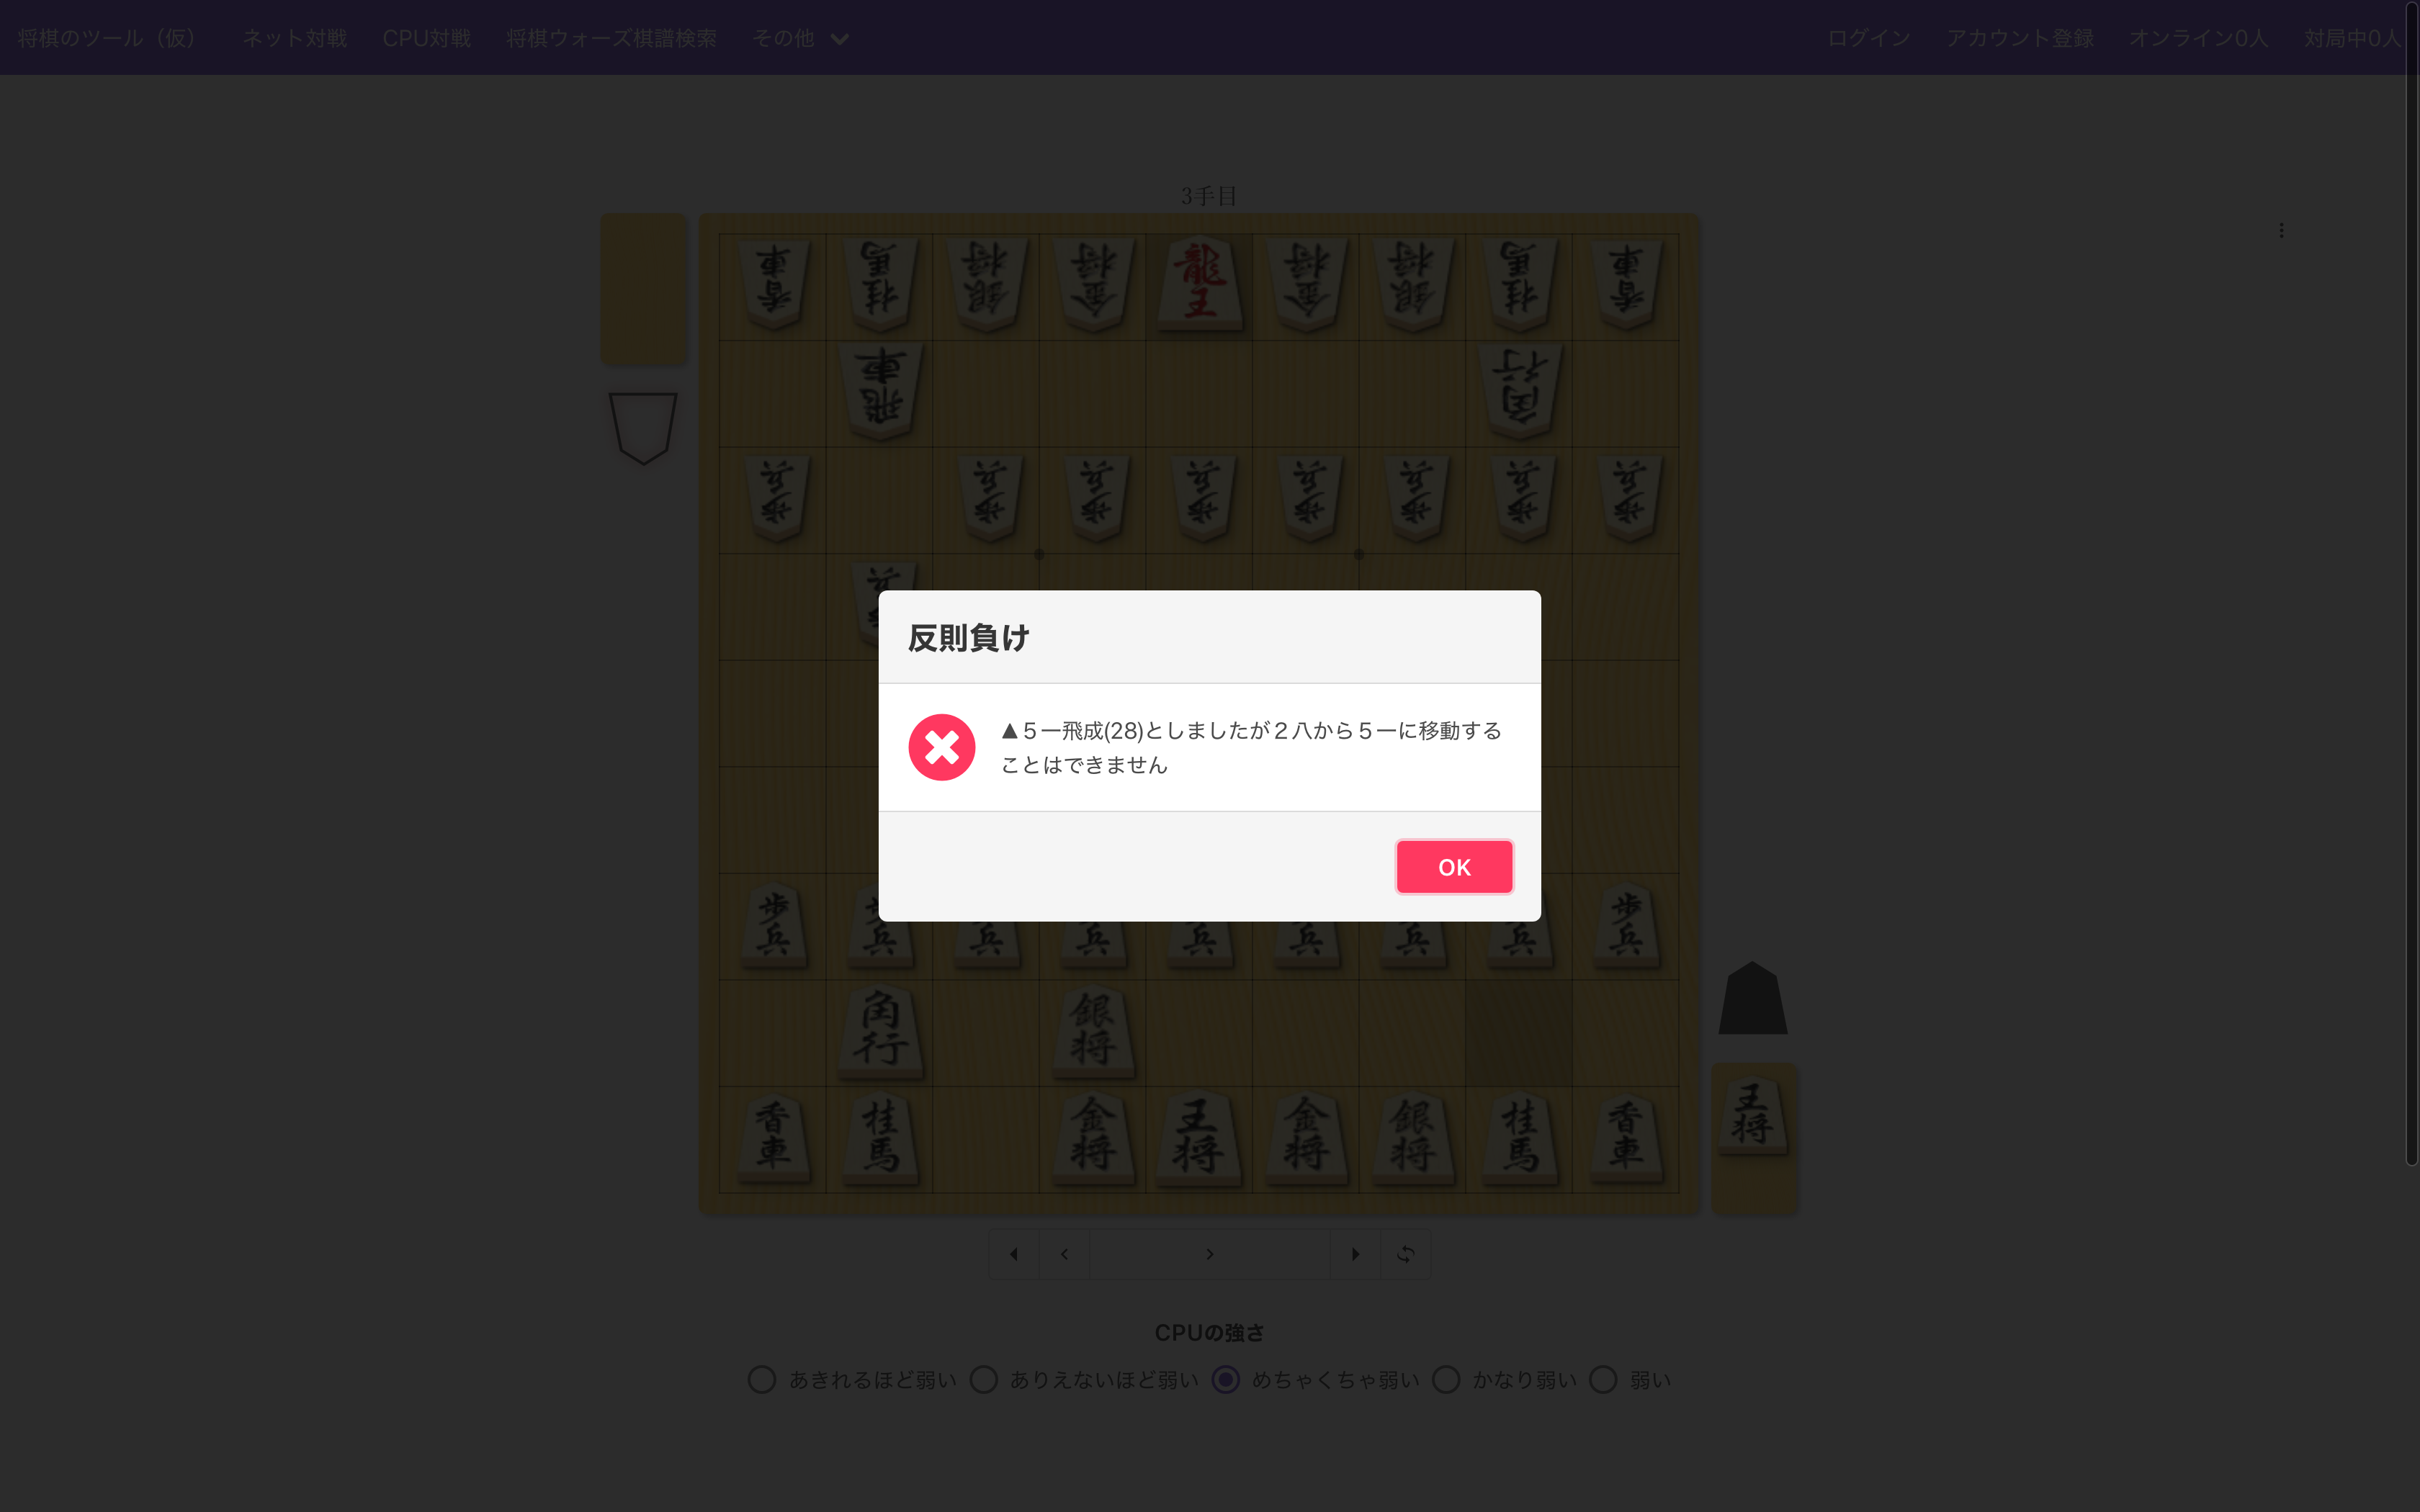 将棋のツール（仮） ネット対戦 CPU対戦 将棋ウォーズ棋譜検索 その他 ログイン アカウント登録 オンライン0人 対局中0人
3手目
香車 桂馬 銀将 金将 龍王 金将 銀将 桂馬 香車
飛車 角行
歩兵 歩兵 歩兵 歩兵 歩兵 歩兵 歩兵 歩兵
反則負け
▲５一飛成(28)としましたが２八から５一に移動する
ことはできません
OK
歩兵 歩兵 兵 兵 兵 兵 兵 兵 歩兵
角行 銀将
香車 桂馬 金将 王将 金将 銀将 桂馬 香車
王将
CPUの強さ
あきれるほど弱い ありえないほど弱い めちゃくちゃ弱い かなり弱い 弱い